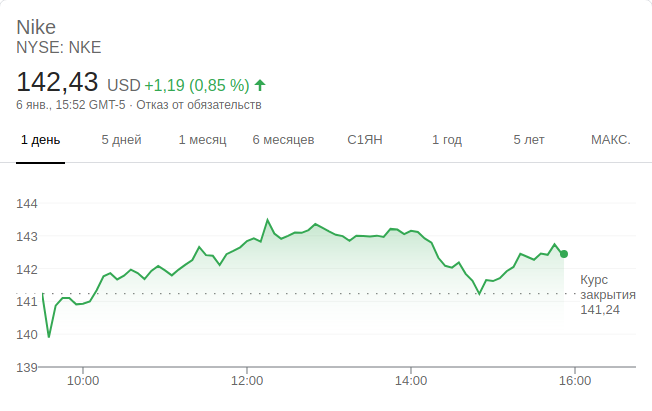 Nike
NYSE: NKE
142,43 USD +1,19 (0,85 %)
6 янв., 15:52 GMT-5 · Отказ от обязательств
1 день 5 дней 1 месяц 6 месяцев С1ЯН 1 год 5 лет МАКС.
144
143
142
141
140
139
Курс
закрытия
141,24
10:00 12:00 14:00 16:00